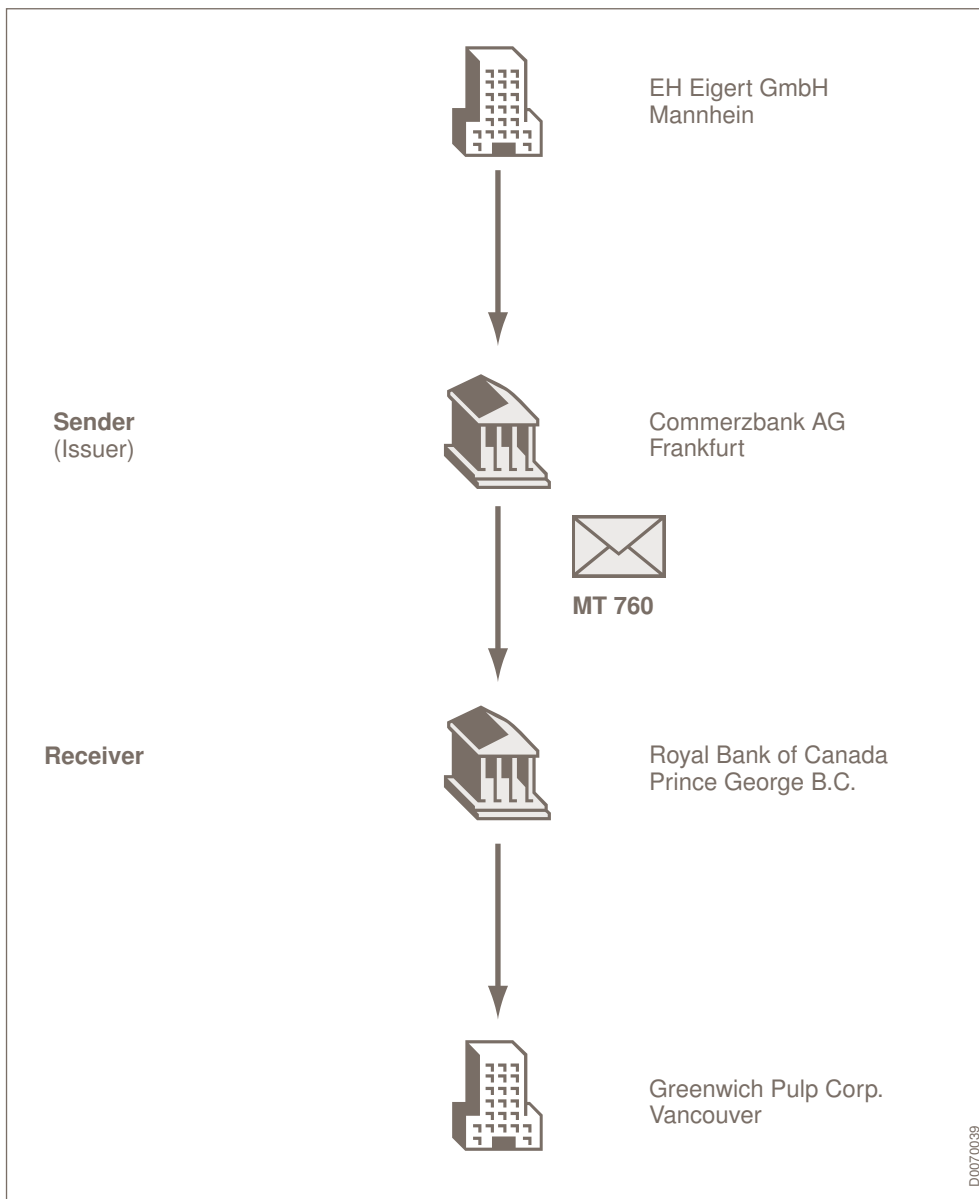 EH Eigert GmbH
Mannhein
Sender
(Issuer)
Commerzbank AG
Frankfurt
MT 760
Receiver
Royal Bank of Canada
Prince George B.C.
Greenwich Pulp Corp.
Vancouver
D0070039